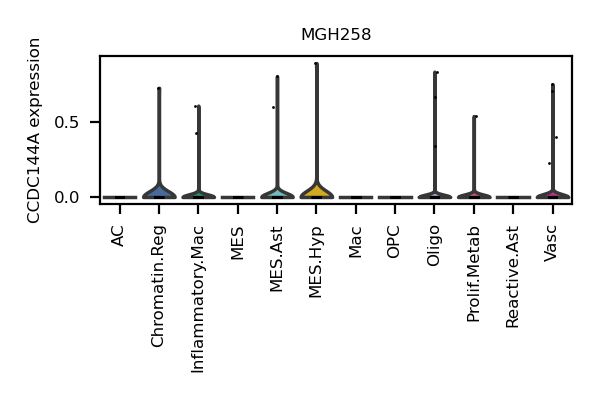 MGH258
CCDC144A expression
0.5
0.0
AC
Chromatin.Reg
Inflammatory.Mac
MES
MES.Ast
MES.Hyp
Mac
OPC
Oligo
Prolif.Metab
Reactive.Ast
Vasc